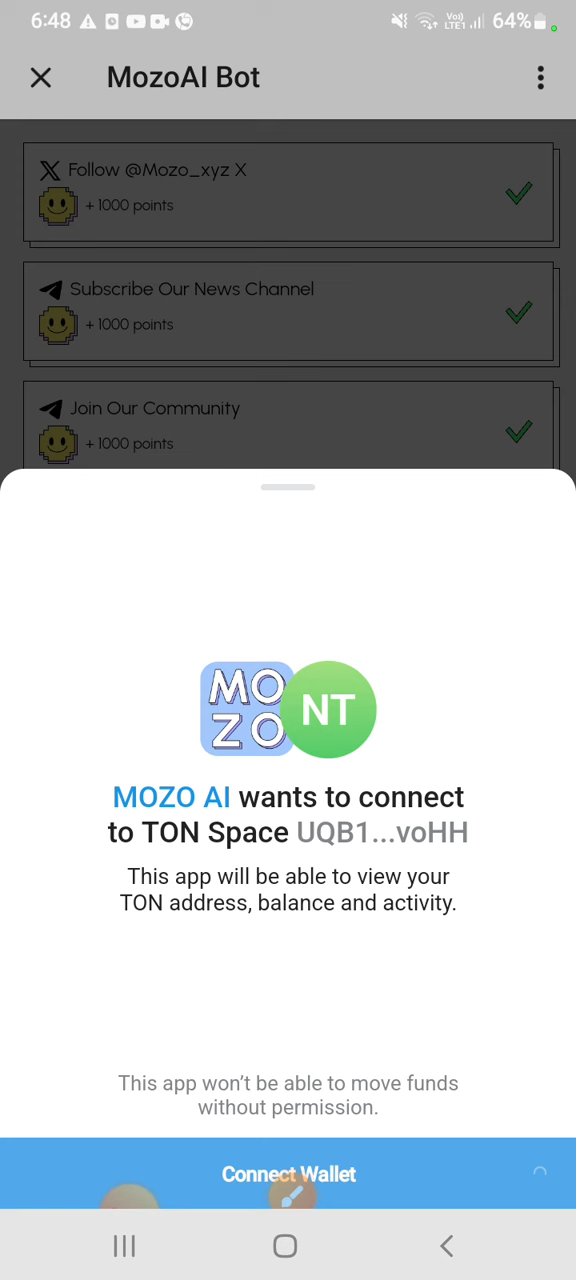 6:48
Vo)) LTE1 64%
MozoAI Bot
Follow @Mozo_xyz X
+ 1000 points
Subscribe Our News Channel
+ 1000 points
Join Our Community
+ 1000 points
MO
ZO
NT
MOZO AI wants to connect
to TON Space UQB1...voHH
This app will be able to view your
TON address, balance and activity.
This app won't be able to move funds
without permission.
Connect Wallet